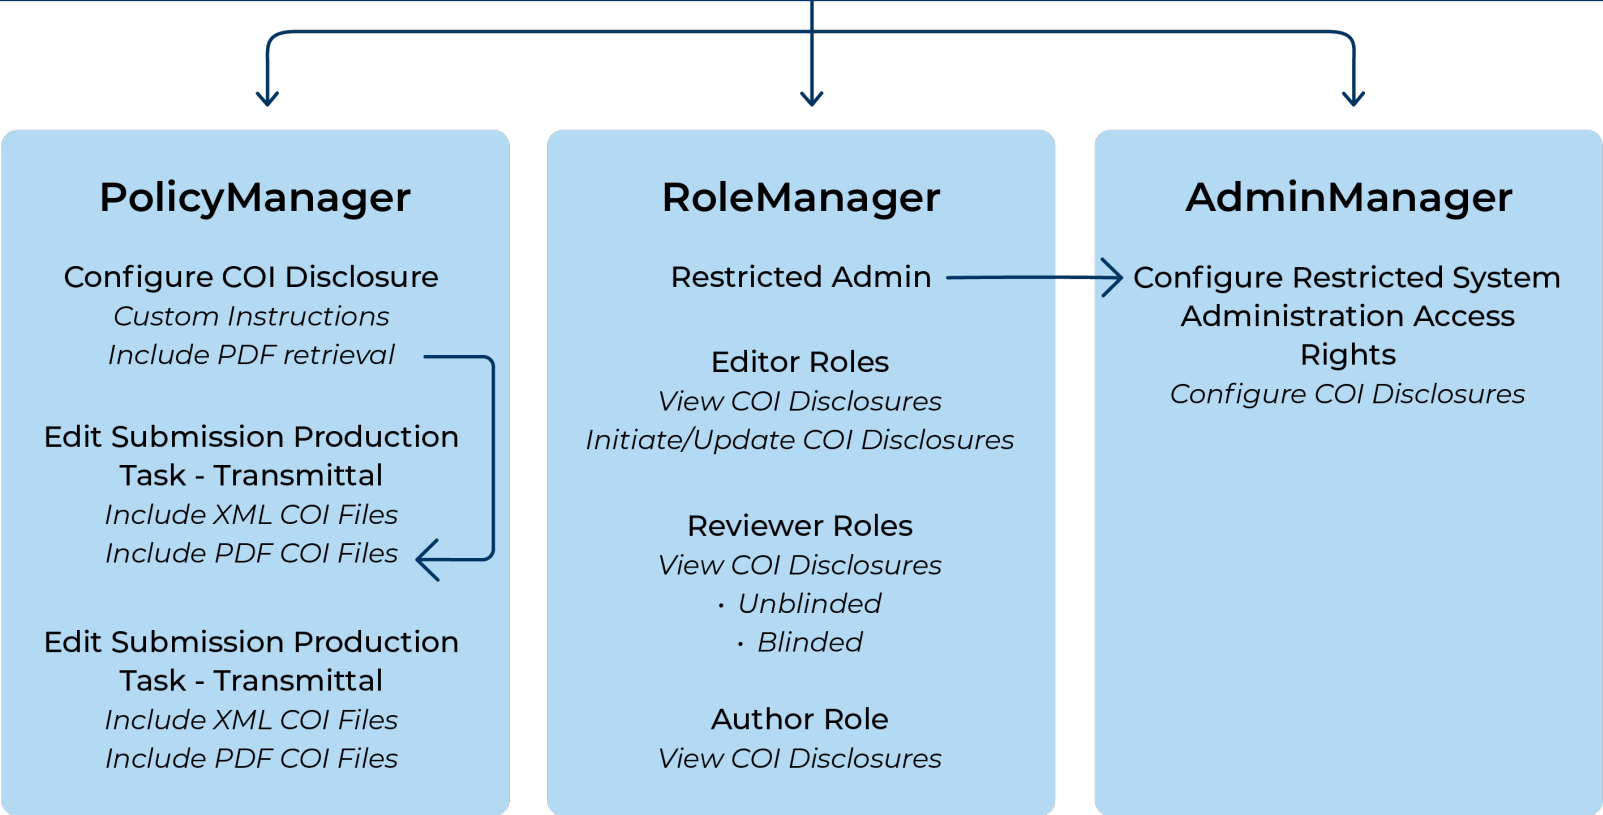 PolicyManager
Configure COI Disclosure
Custom Instructions
Include PDF retrieval
Edit Submission Production
Task - Transmittal
Include XML COI Files
Include PDF COI Files
Edit Submission Production
Task - Transmittal
Include XML COI Files
Include PDF COI Files
RoleManager
Restricted Admin
Editor Roles
View COI Disclosures
Initiate/Update COI Disclosures
Reviewer Roles
View COI Disclosures
• Unblinded
• Blinded
Author Role
View COI Disclosures
AdminManager
Configure Restricted System
Administration Access
Rights
Configure COI Disclosures